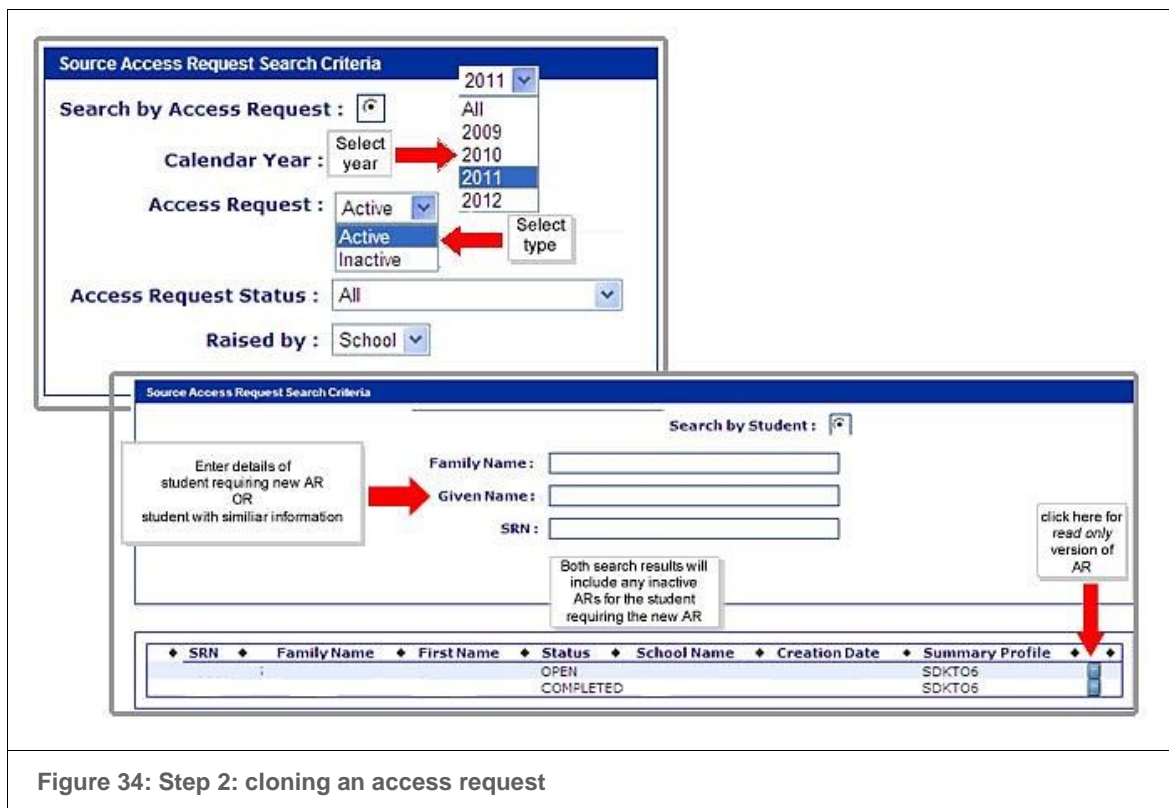 Source Access Request Search Criteria
2011
Search by Access Request :
All
2009
2010
2011
2012
Calendar Year :
Select
year
Access Request :
Active
Active
Inactive
Select
type
Access Request Status : All
Raised by : School
Source Access Request Search Criteria
Search by Student :
Enter details of
student requiring new AR
OR
student with similiar information
Family Name :
Given Name :
SRN :
click here for
read only
version of
AR
Both search results will
include any inactive
ARs for the student
requiring the new AR
SRN Family Name First Name Status School Name Creation Date Summary Profile
OPEN SDKTO6
COMPLETED SDKTO6
Figure 34: Step 2: cloning an access request